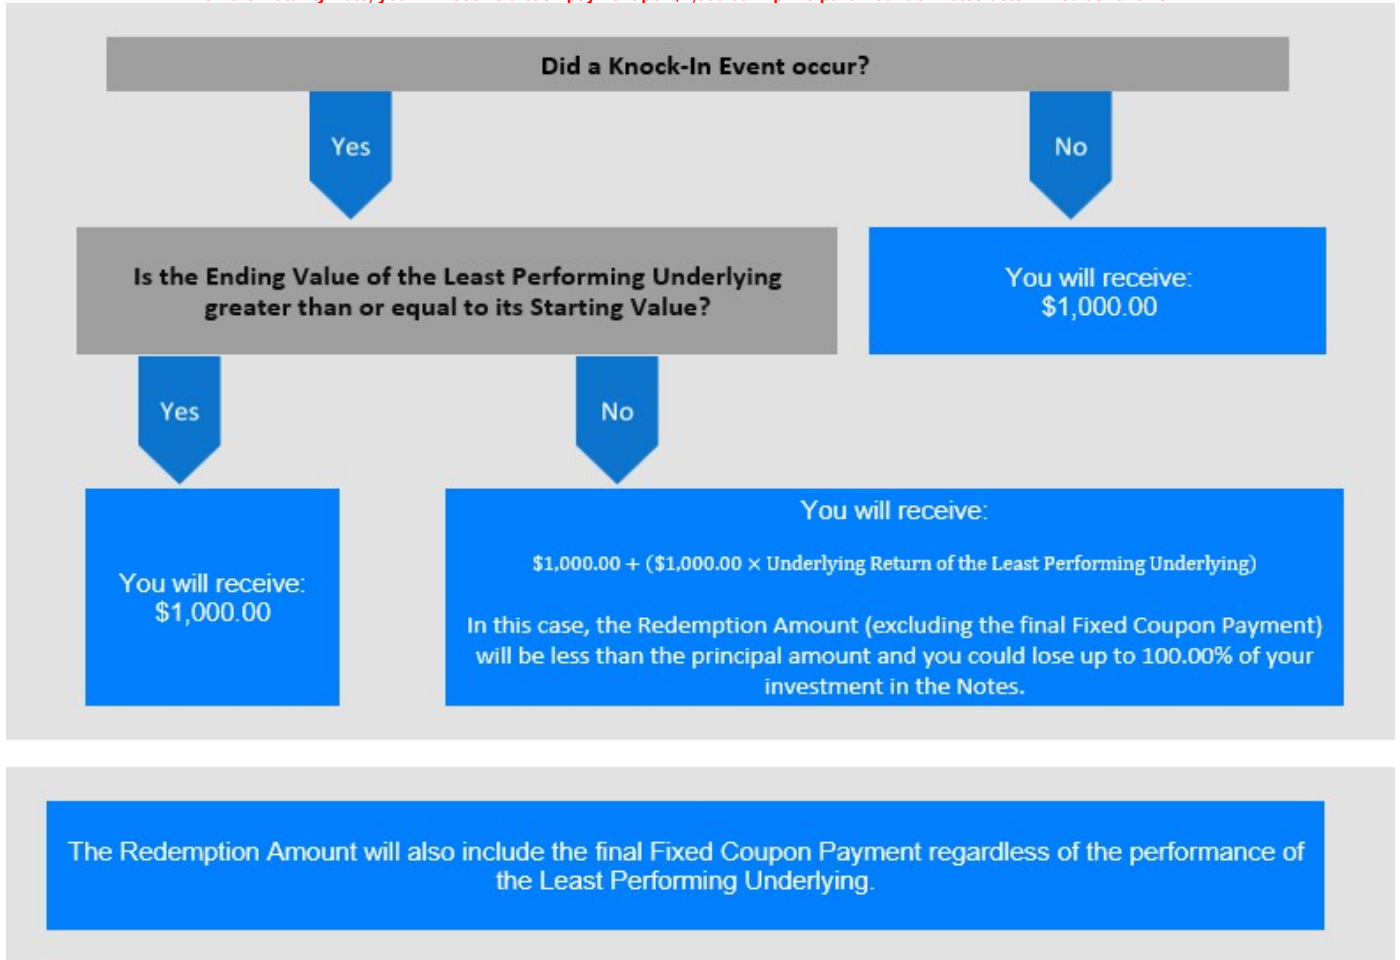 Did a Knock-In Event occur?
Yes
No
Is the Ending Value of the Least Performing Underlying
greater than or equal to its Starting Value?
You will receive:
$1,000.00
Yes
No
You will receive:
$1,000.00
You will receive:
$1,000.00 + ($1,000.00 × Underlying Return of the Least Performing Underlying)
In this case, the Redemption Amount (excluding the final Fixed Coupon Payment)
will be less than the principal amount and you could lose up to 100.00% of your
investment in the Notes.
The Redemption Amount will also include the final Fixed Coupon Payment regardless of the performance of
the Least Performing Underlying.